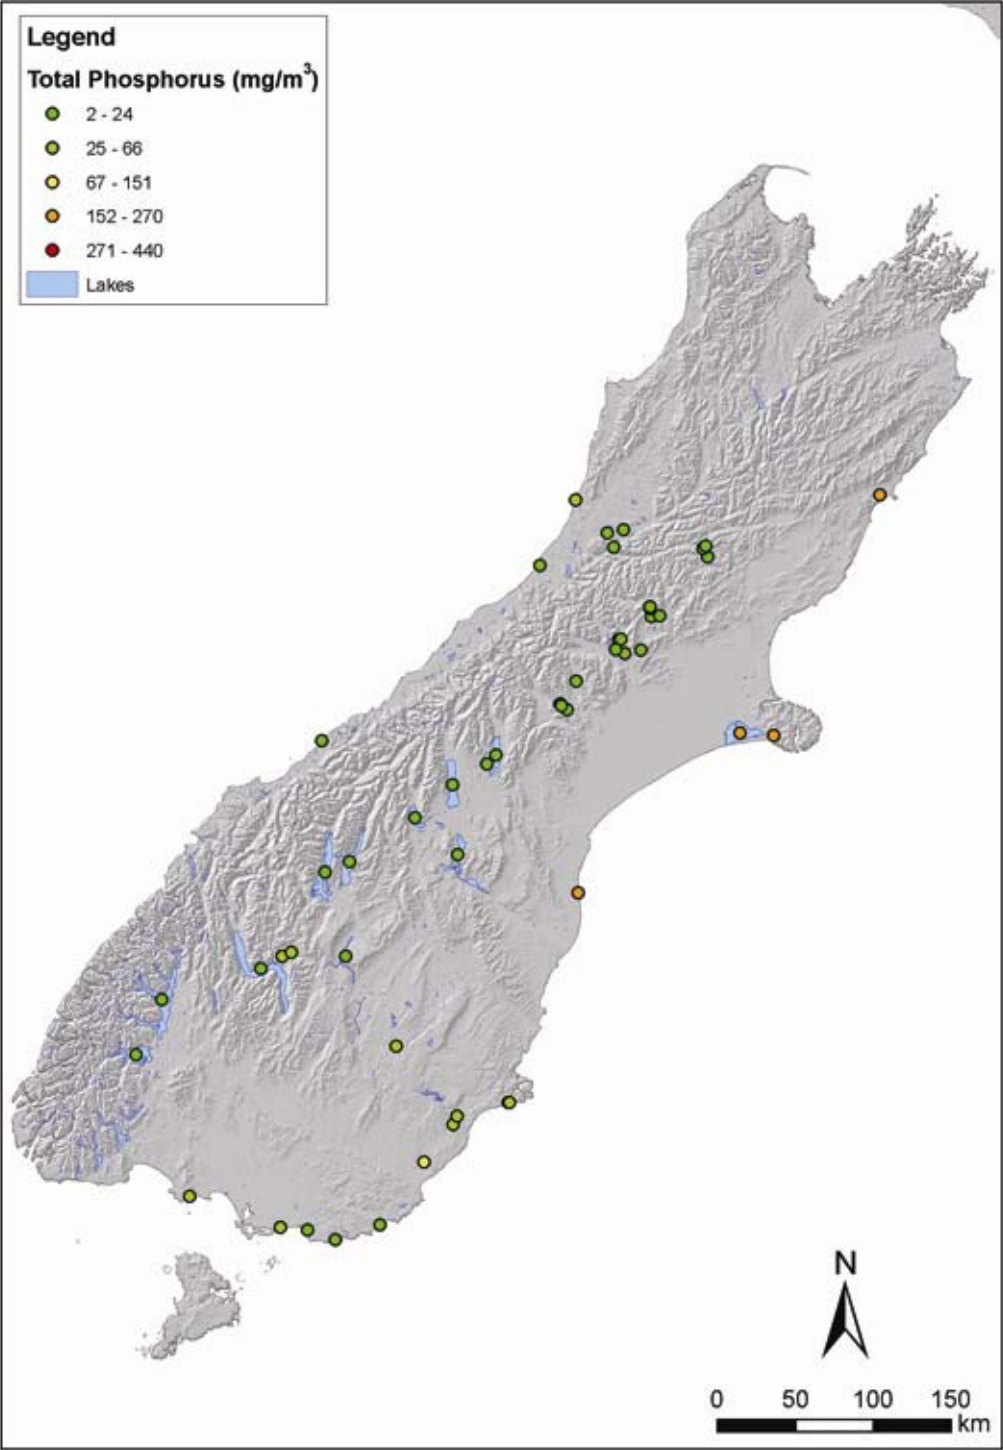 Legend
Total Phosphorus (mg/m³)
2 - 24
25 - 66
67 - 151
152 - 270
271 - 440
Lakes
N
0 50 100 150
km